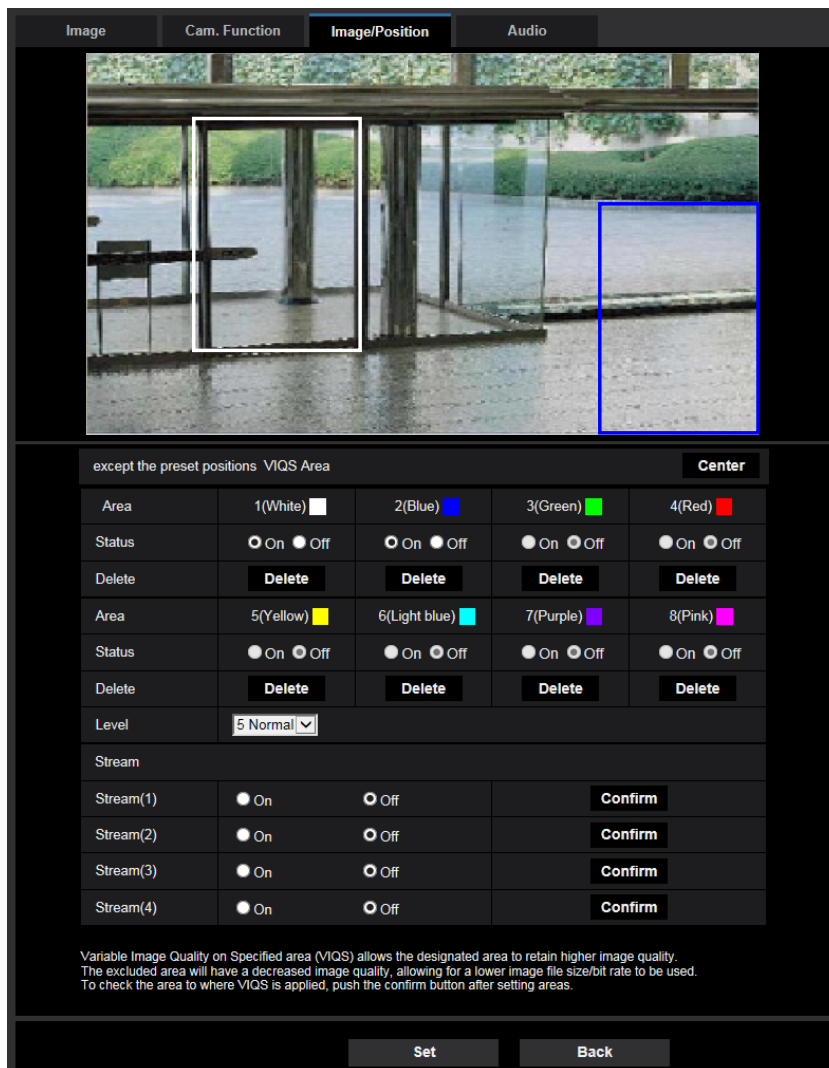 Image Cam. Function Image/Position Audio
except the preset positions VIQS Area Center
Area 1(White) 2(Blue) 3(Green) 4(Red)
Status On Off On Off On Off On Off
Delete Delete Delete Delete Delete
Area 5(Yellow) 6(Light blue) 7(Purple) 8(Pink)
Status On Off On Off On Off On Off
Delete Delete Delete Delete Delete
Level 5 Normal
Stream
Stream(1) On Off Confirm
Stream(2) On Off Confirm
Stream(3) On Off Confirm
Stream(4) On Off Confirm
Variable Image Quality on Specified area (VIQS) allows the designated area to retain higher image quality.
The excluded area will have a decreased image quality, allowing for a lower image file size/bit rate to be used.
To check the area to where VIQS is applied, push the confirm button after setting areas.
Set Back